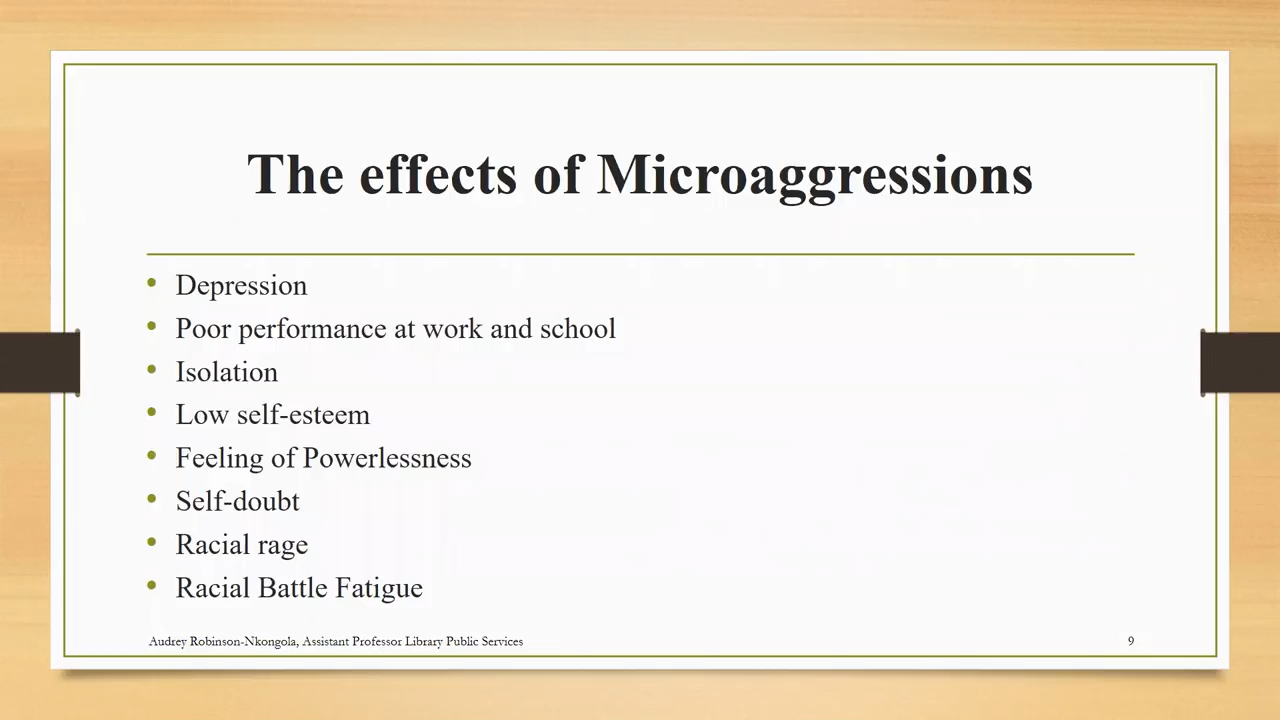 The effects of Microaggressions
• Depression
• Poor performance at work and school
• Isolation
• Low self-esteem
• Feeling of Powerlessness
• Self-doubt
• Racial rage
• Racial Battle Fatigue
Audrey Robinson-Nkongola, Assistant Professor Library Public Services 9